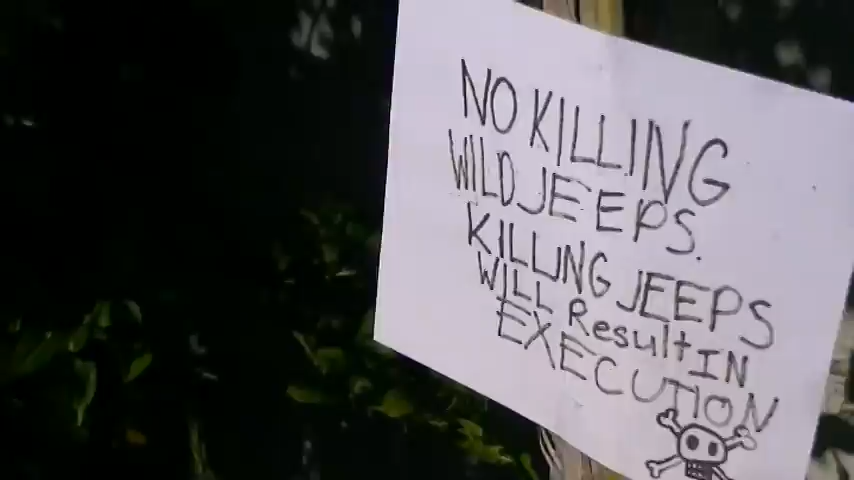 NO KILLING
WILD JEEPS.
KILLING JEEPS
WILL Result IN
EXECUTION